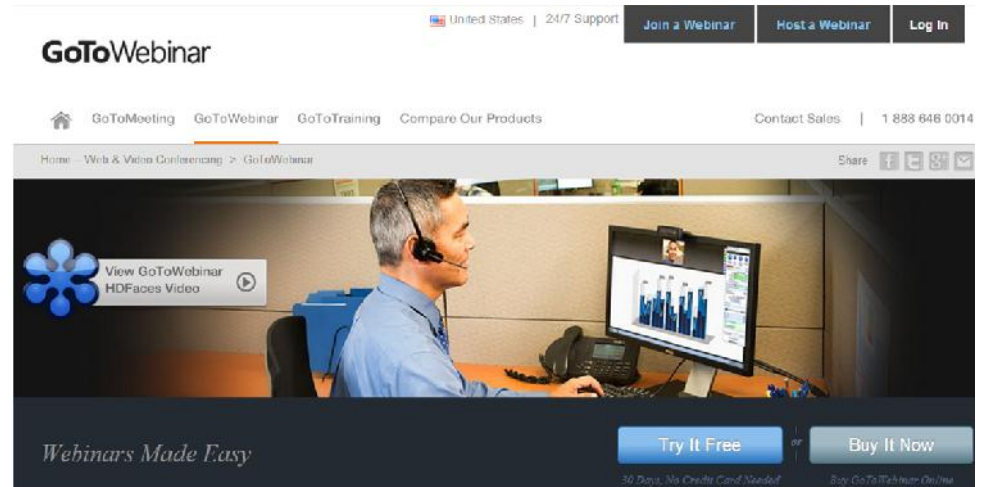 United States | 24/7 Support
Join a Webinar
Host a Webinar
Log In
GoToWebinar
GoToMeeting
GoToWebinar
GoToTraining
Compare Our Products
Contact Sales | 1 888 646 0014
Home – Web & Video Conferencing > GoToWebinar
Share
View GoToWebinar
HDFaces Video
Webinars Made Easy
Try It Free
or
Buy It Now
30 Days, No Credit Card Needed
Buy GoToWebinar Online